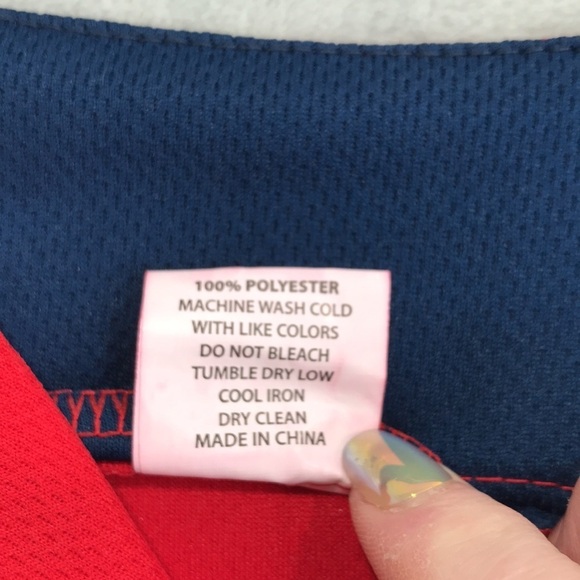 100% POLYESTER
MACHINE WASH COLD
WITH LIKE COLORS
DO NOT BLEACH
TUMBLE DRY LOW
COOL IRON
DRY CLEAN
MADE IN CHINA